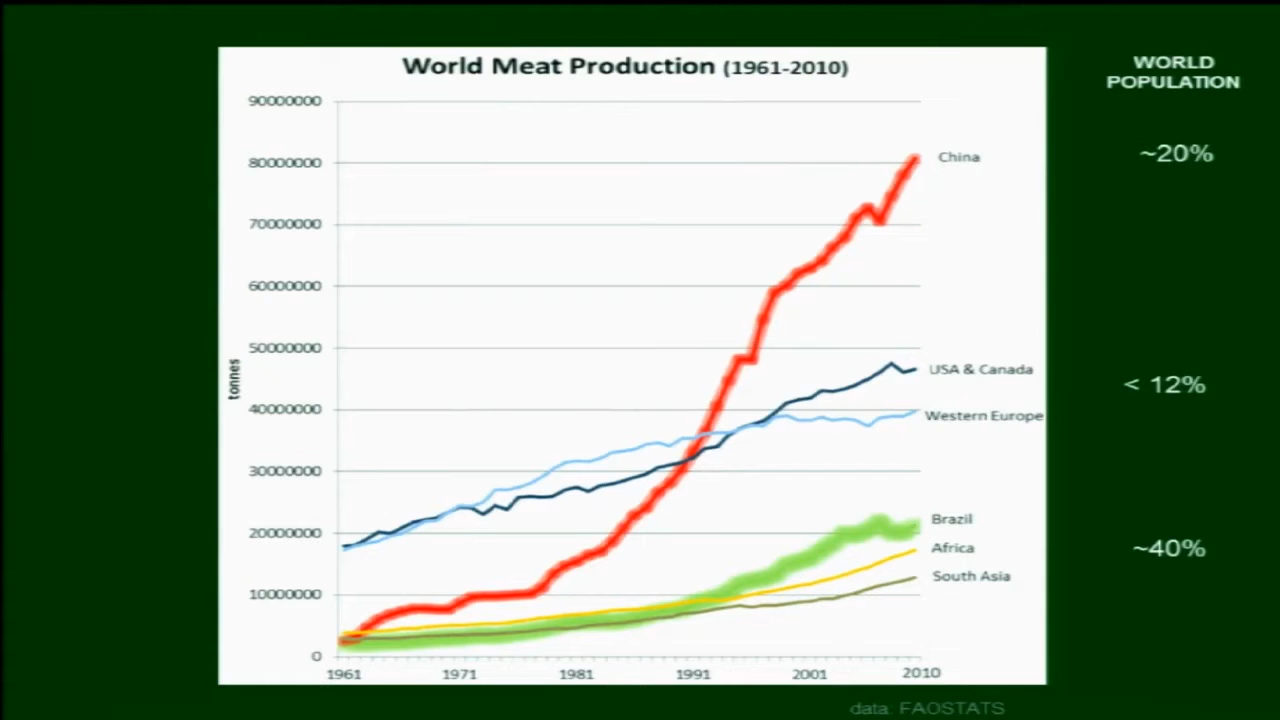 World Meat Production (1961-2010)
WORLD
POPULATION
90000000
80000000
70000000
60000000
50000000
40000000
30000000
20000000
10000000
0
tonnes
1961
1971
1981
1991
2001
2010
China
USA & Canada
Western Europe
Brazil
Africa
South Asia
~20%
< 12%
~40%
data: FAOSTATS